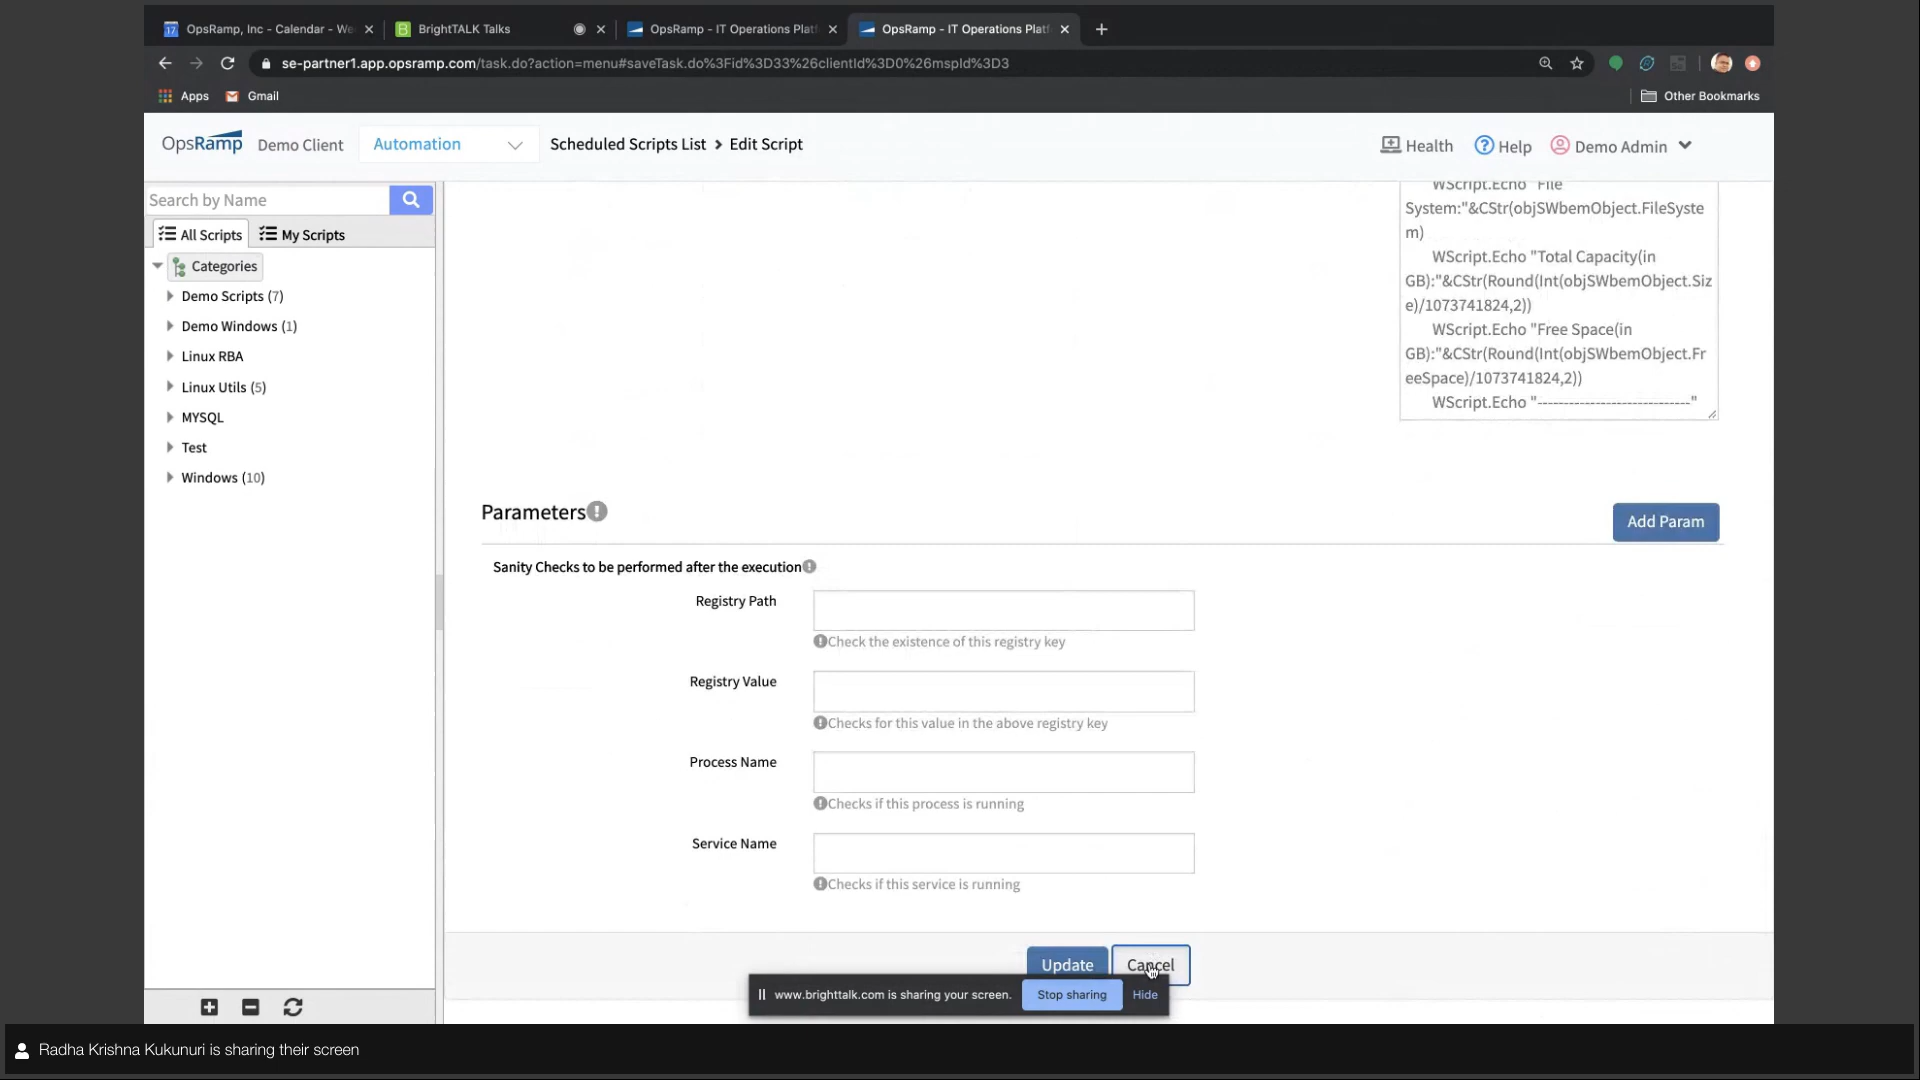 OpsRamp, Inc - Calendar - We
BrightTALK Talks
OpsRamp - IT Operations Platf
OpsRamp - IT Operations Platf
se-partner1.app.opsramp.com/task.do?action=menu#saveTask.do%3Fid%3D33%26clientId%3D0%26mspId%3D3
Apps
Gmail
Other Bookmarks
OpsRamp
Demo Client
Automation
Scheduled Scripts List > Edit Script
Health
Help
Demo Admin
Search by Name
All Scripts
My Scripts
Categories
Demo Scripts (7)
Demo Windows (1)
Linux RBA
Linux Utils (5)
MYSQL
Test
Windows (10)
WScript.Echo "File
System:"&CStr(objSWbemObject.FileSyste
m)
WScript.Echo "Total Capacity(in
GB):"&CStr(Round(Int(objSWbemObject.Siz
e)/1073741824,2))
WScript.Echo "Free Space(in
GB):"&CStr(Round(Int(objSWbemObject.Fr
eeSpace)/1073741824,2))
WScript.Echo "-----------------------------"
Parameters
Add Param
Sanity Checks to be performed after the execution
Registry Path
Check the existence of this registry key
Registry Value
Checks for this value in the above registry key
Process Name
Checks if this process is running
Service Name
Checks if this service is running
Update
Cancel
www.brighttalk.com is sharing your screen.
Stop sharing
Hide
Radha Krishna Kukunuri is sharing their screen